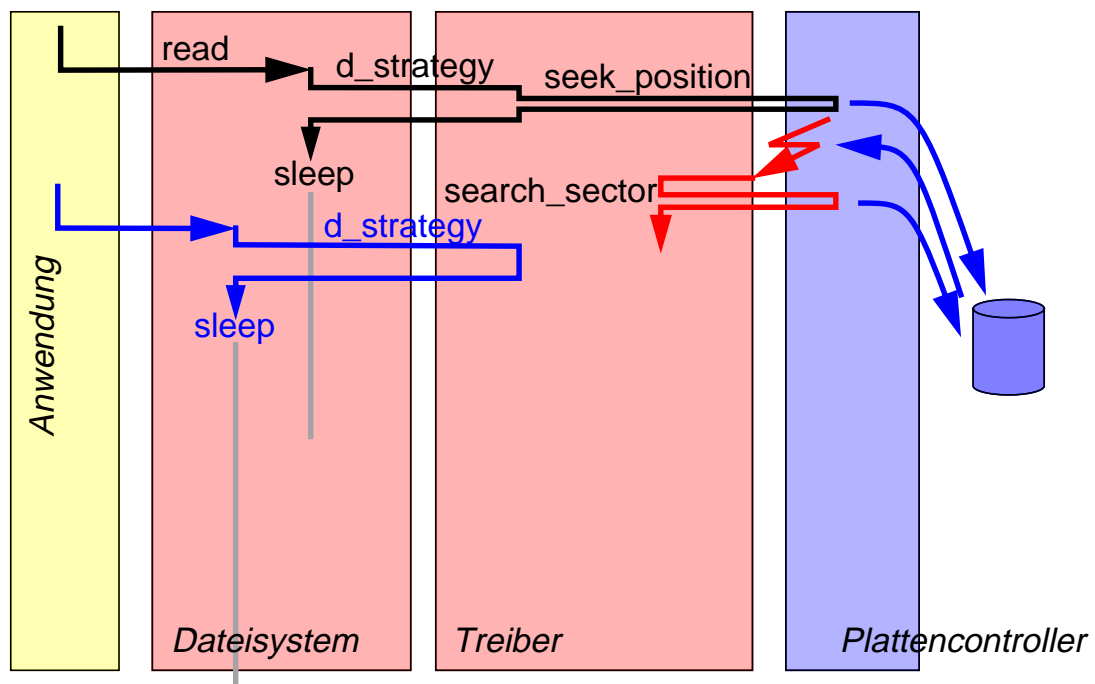 read
d_strategy
seek_position
sleep
search_sector
d_strategy
sleep
Anwendung
Dateisystem
Treiber
Plattencontroller